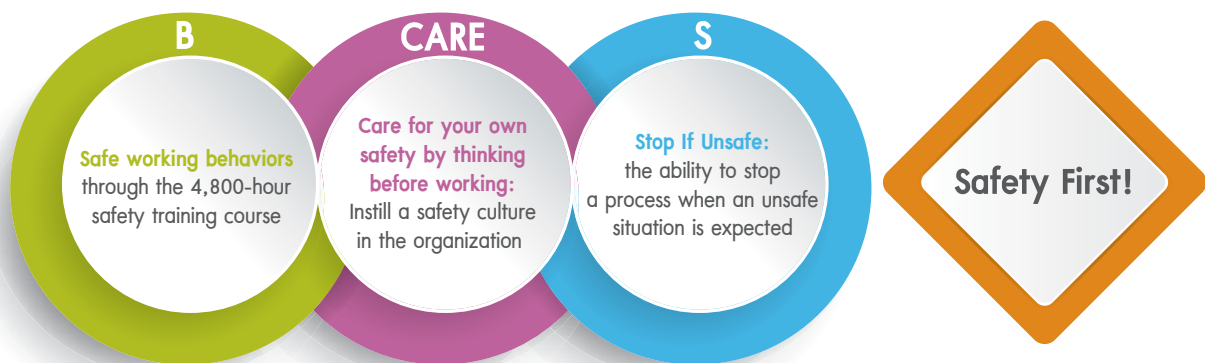 B
Safe working behaviors
through the 4,800-hour
safety training course
CARE
Care for your own
safety by thinking
before working:
Instill a safety culture
in the organization
S
Stop If Unsafe:
the ability to stop
a process when an unsafe
situation is expected
Safety First!